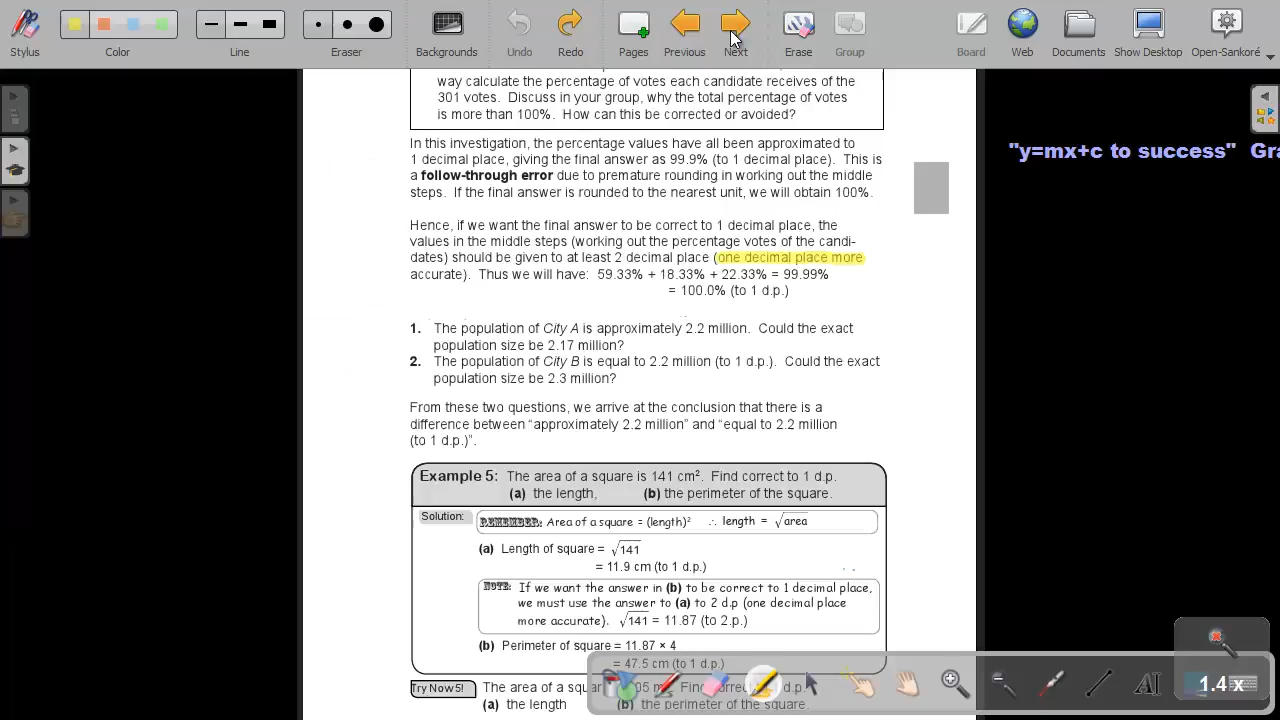 Stylus
Color
Line
Eraser
Backgrounds
Undo
Redo
Pages
Previous
Next
Erase
Group
Board
Web
Documents
Show Desktop
Open-Sankoré
way calculate the percentage of votes each candidate receives of the
301 votes. Discuss in your group, why the total percentage of votes
is more than 100%. How can this be corrected or avoided?
"y=mx+c to success" Gra
In this investigation, the percentage values have all been approximated to
1 decimal place, giving the final answer as 99.9% (to 1 decimal place). This is
a follow-through error due to premature rounding in working out the middle
steps. If the final answer is rounded to the nearest unit, we will obtain 100%.
Hence, if we want the final answer to be correct to 1 decimal place, the
values in the middle steps (working out the percentage votes of the candi-
dates) should be given to at least 2 decimal place (one decimal place more
accurate). Thus we will have: 59.33% + 18.33% + 22.33% = 99.99%
= 100.0% (to 1 d.p.)
1. The population of City A is approximately 2.2 million. Could the exact
population size be 2.17 million?
2. The population of City B is equal to 2.2 million (to 1 d.p.). Could the exact
population size be 2.3 million?
From these two questions, we arrive at the conclusion that there is a
difference between “approximately 2.2 million” and “equal to 2.2 million
(to 1 d.p.)”.
Example 5: The area of a square is 141 cm². Find correct to 1 d.p.
(a) the length, (b) the perimeter of the square.
Solution:
REMEMBER: Area of a square = (length)² ∴ length = √area
(a) Length of square = √141
= 11.9 cm (to 1 d.p.)
NOTE: If we want the answer in (b) to be correct to 1 decimal place,
we must use the answer to (a) to 2 d.p (one decimal place
more accurate). √141 = 11.87 (to 2.p.)
(b) Perimeter of square = 11.87 × 4
= 47.5 cm (to 1 d.p.)
Try Now 5! The area of a squa 05 m Find d.p.
(a) the length (b) the perimeter of the square.
1.4 x